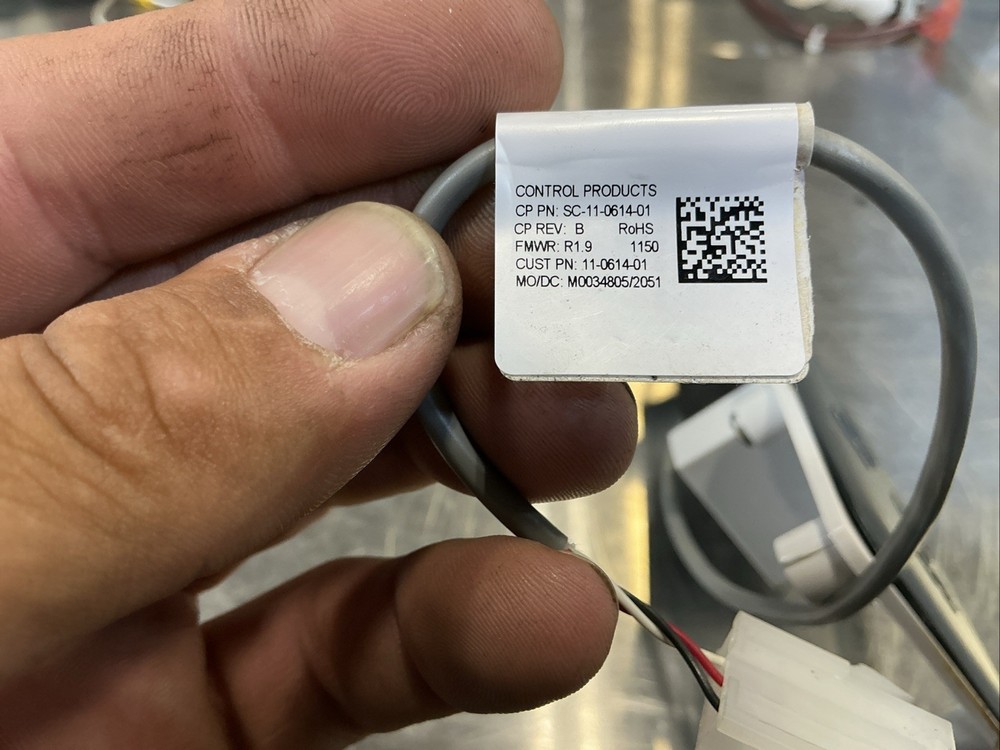 CONTROL PRODUCTS
CP PN: SC-11-0614-01
CP REV: B RoHS
FMWR: R1.9 1150
CUST PN: 11-0614-01
MO/DC: M0034805/2051